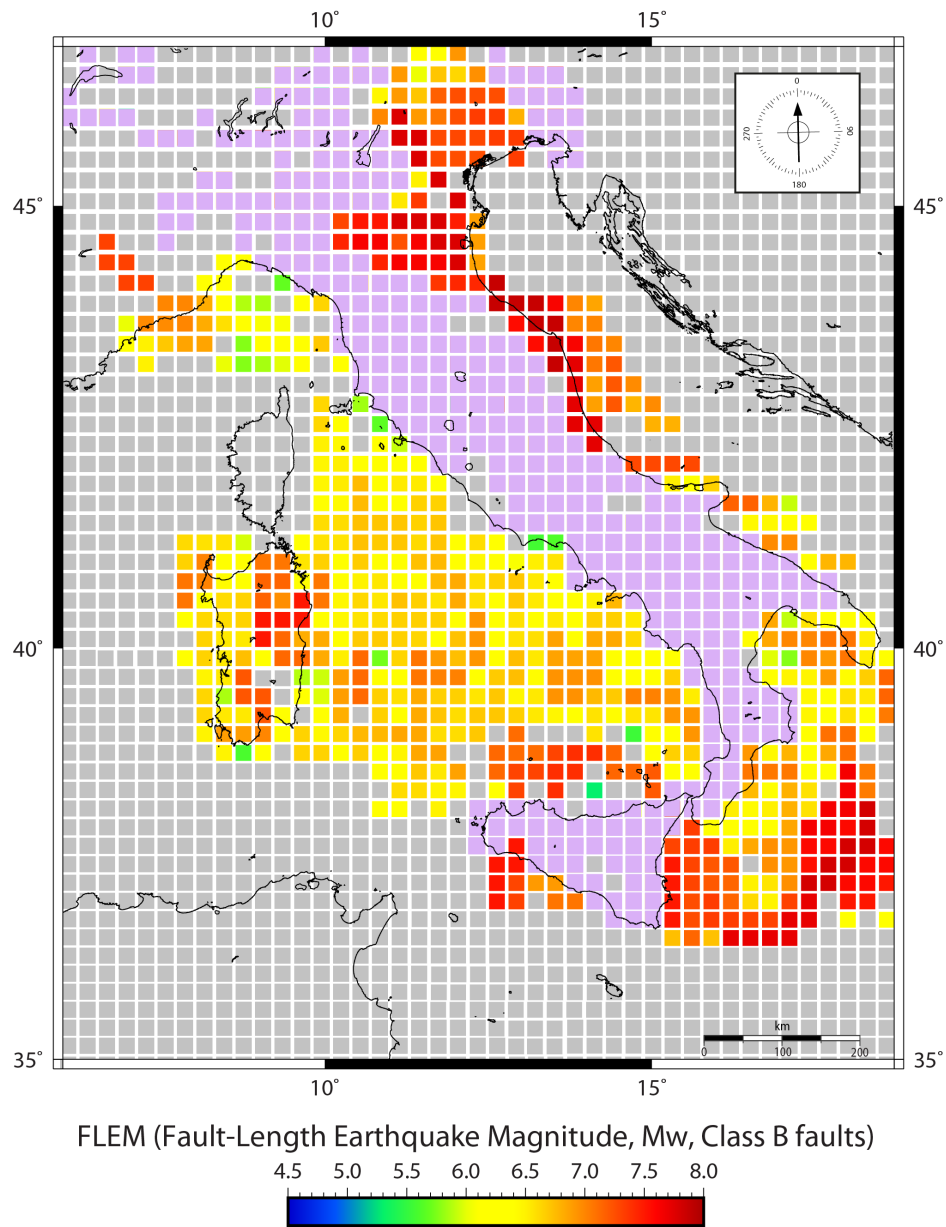 10° 15°
0
270 90
180
45° 45°
40° 40°
km
0 100 200
35° 35°
10° 15°
FLEM (Fault-Length Earthquake Magnitude, Mw, Class B faults)
4.5 5.0 5.5 6.0 6.5 7.0 7.5 8.0